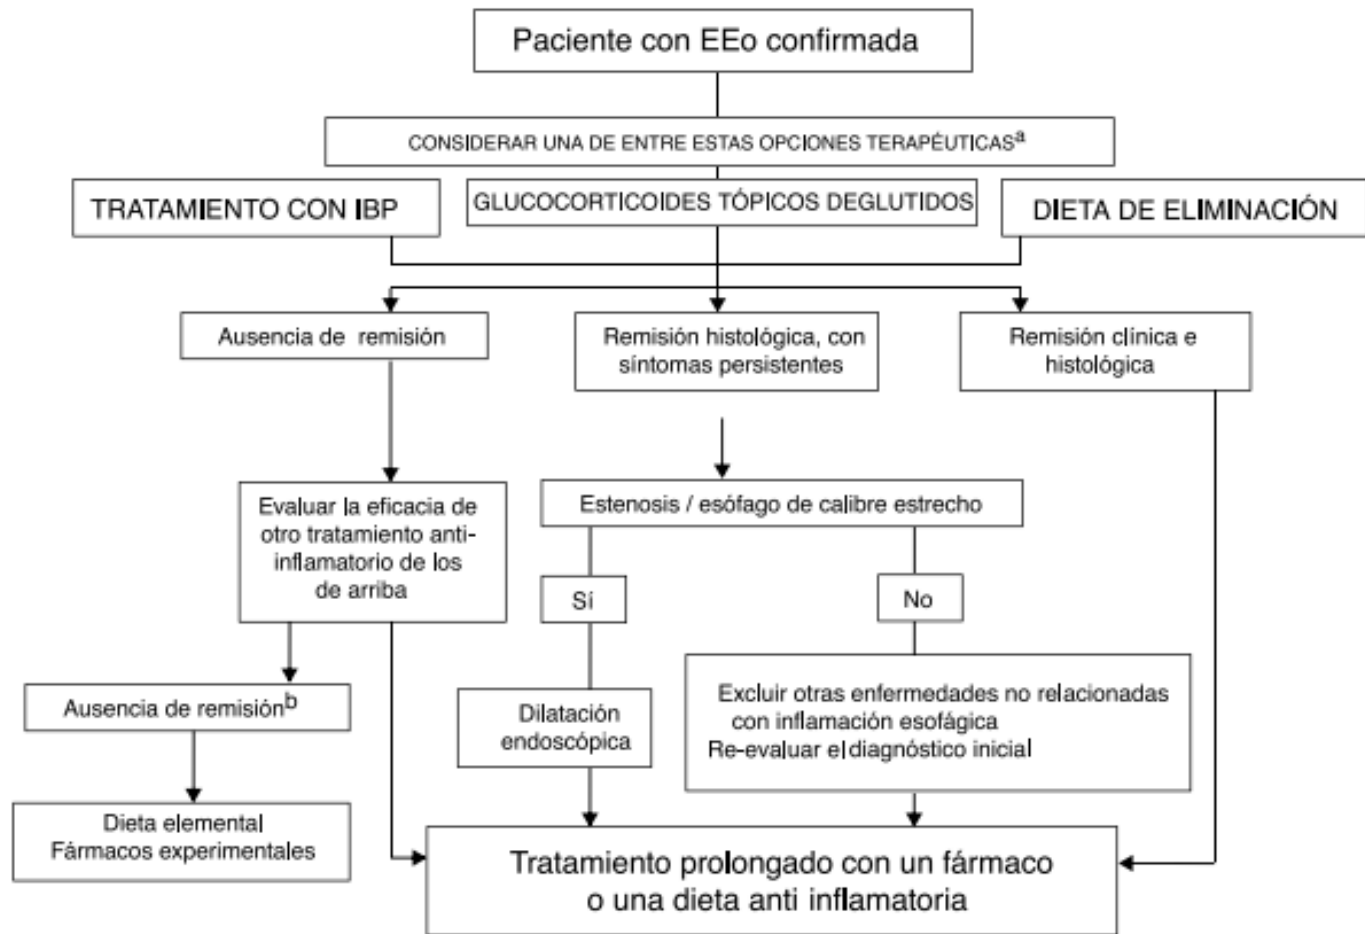 Paciente con EEo confirmada
CONSIDERAR UNA DE ENTRE ESTAS OPCIONES TERAPÉUTICASª
TRATAMIENTO CON IBP
GLUCOCORTICOIDES TÓPICOS DEGLUTIDOS
DIETA DE ELIMINACIÓN
Ausencia de remisión
Remisión histológica, con
síntomas persistentes
Remisión clínica e
histológica
Evaluar la eficacia de
otro tratamiento anti-
inflamatorio de los
de arriba
Estenosis / esófago de calibre estrecho
Sí
No
Ausencia de remisiónᵇ
Dilatación
endoscópica
Excluir otras enfermedades no relacionadas
con inflamación esofágica
Re-evaluar el diagnóstico inicial
Dieta elemental
Fármacos experimentales
Tratamiento prolongado con un fármaco
o una dieta anti inflamatoria